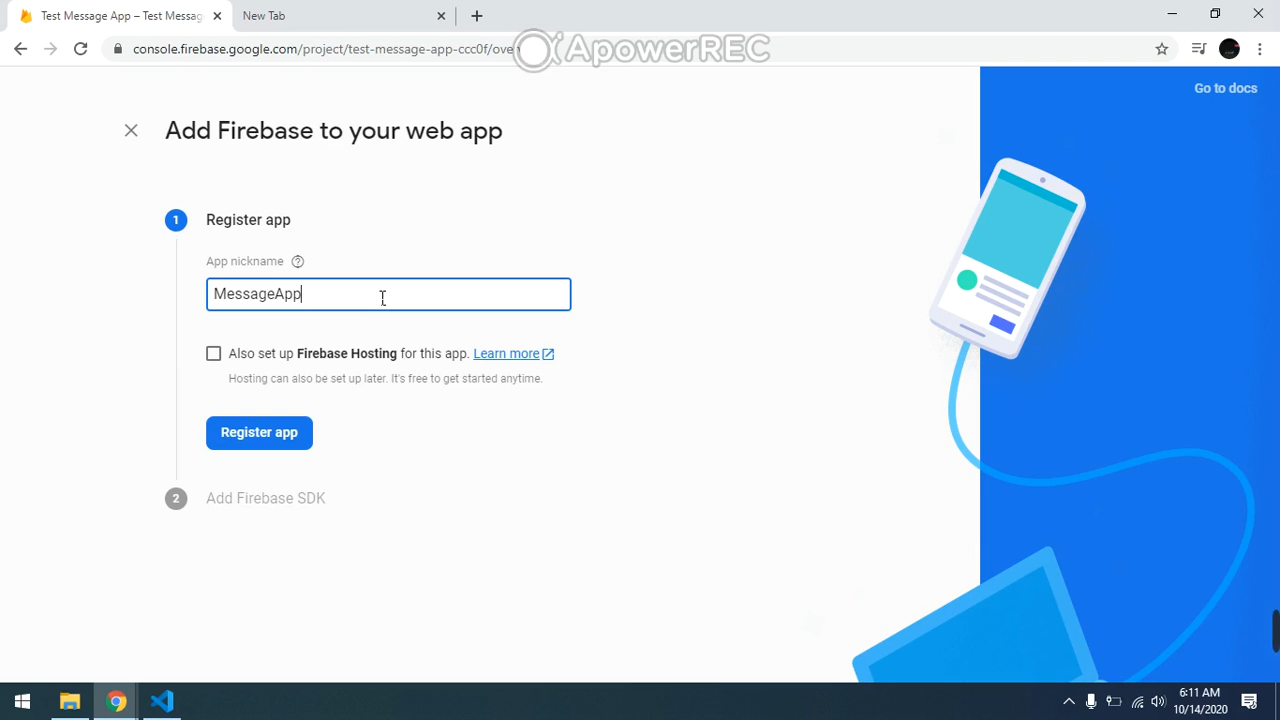 Test Message App – Test Messag
New Tab
console.firebase.google.com/project/test-message-app-ccc0f/ove
ApowerREC
Go to docs
Add Firebase to your web app
1
Register app
App nickname
MessageApp
Also set up Firebase Hosting for this app. Learn more
Hosting can also be set up later. It's free to get started anytime.
Register app
2
Add Firebase SDK
6:11 AM
10/14/2020